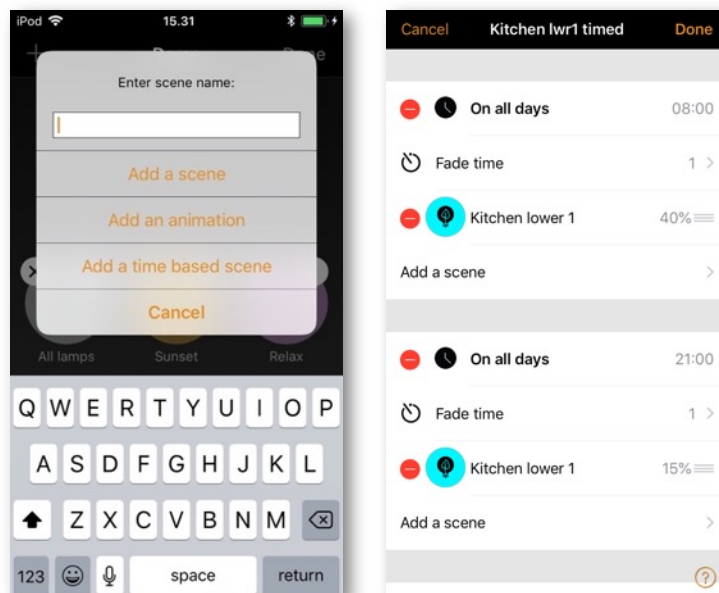 iPod 15.31
Done
Enter scene name:
Add a scene
Add an animation
Add a time based scene
Cancel
All lamps Sunset Relax
Q W E R T Y U I O P
A S D F G H J K L
Z X C V B N M
123 space return
Cancel Kitchen lwr1 timed Done
On all days 08:00
Fade time 1
Kitchen lower 1 40%
Add a scene
On all days 21:00
Fade time 1
Kitchen lower 1 15%
Add a scene
?